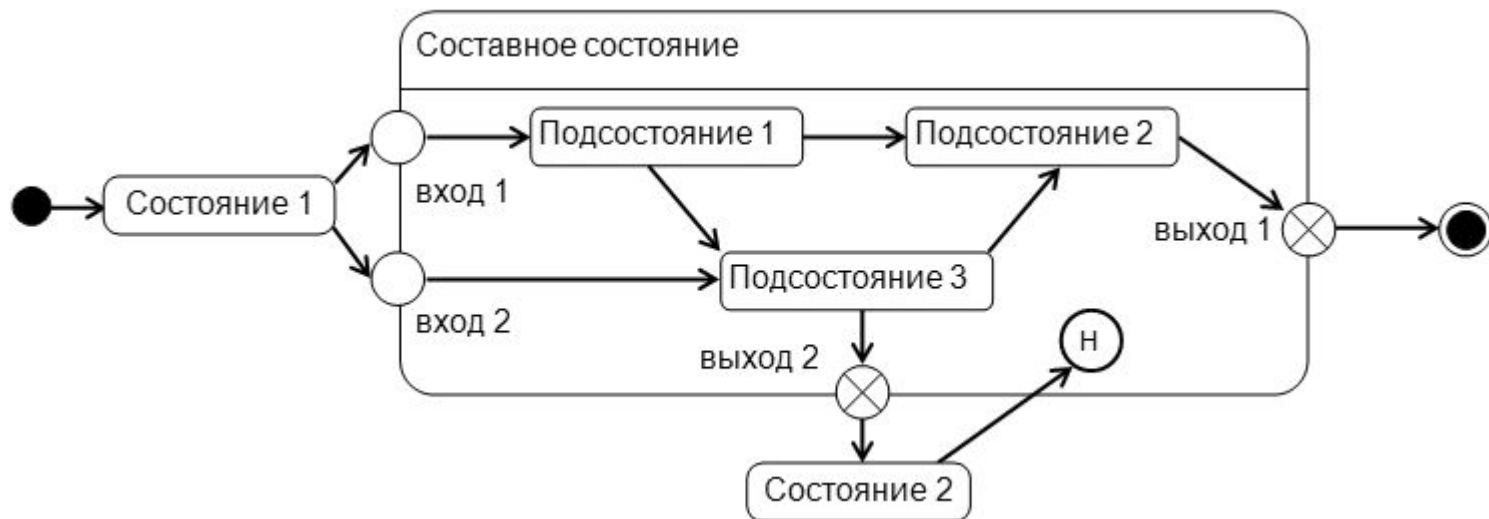 Составное состояние
Подсостояние 1
Подсостояние 2
Состояние 1
вход 1
выход 1
Подсостояние 3
вход 2
H
выход 2
Состояние 2